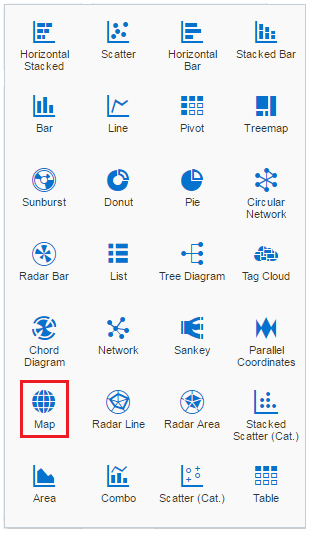 Horizontal
Stacked
Scatter
Horizontal
Bar
Stacked Bar
Bar
Line
Pivot
Treemap
Sunburst
Donut
Pie
Circular
Network
Radar Bar
List
Tree Diagram
Tag Cloud
Chord
Diagram
Network
Sankey
Parallel
Coordinates
Map
Radar Line
Radar Area
Stacked
Scatter (Cat.)
Area
Combo
Scatter (Cat.)
Table